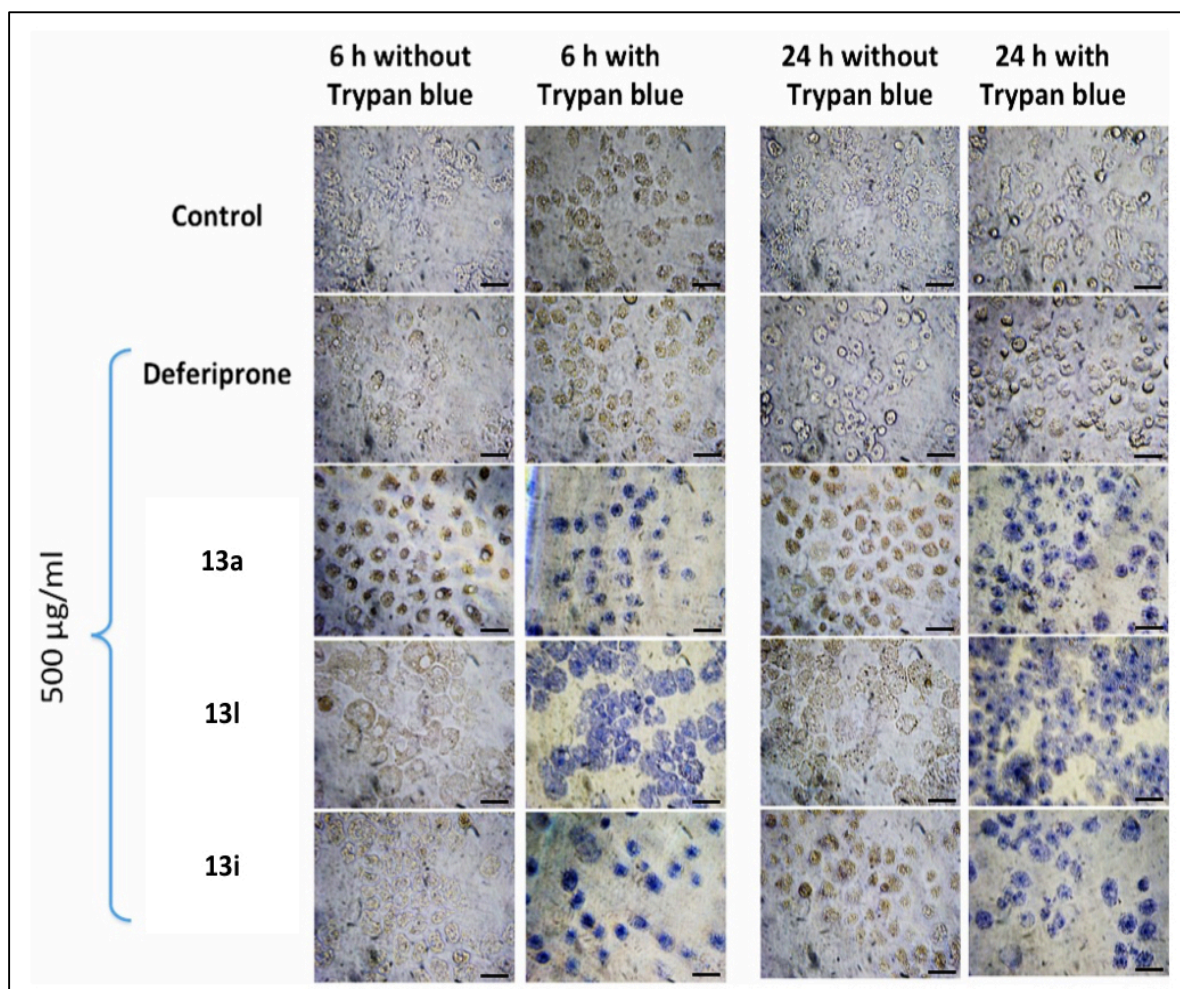 6 h without
Trypan blue
6 h with
Trypan blue
24 h without
Trypan blue
24 h with
Trypan blue
Control
Deferiprone
500 µg/ml
13a
13l
13i